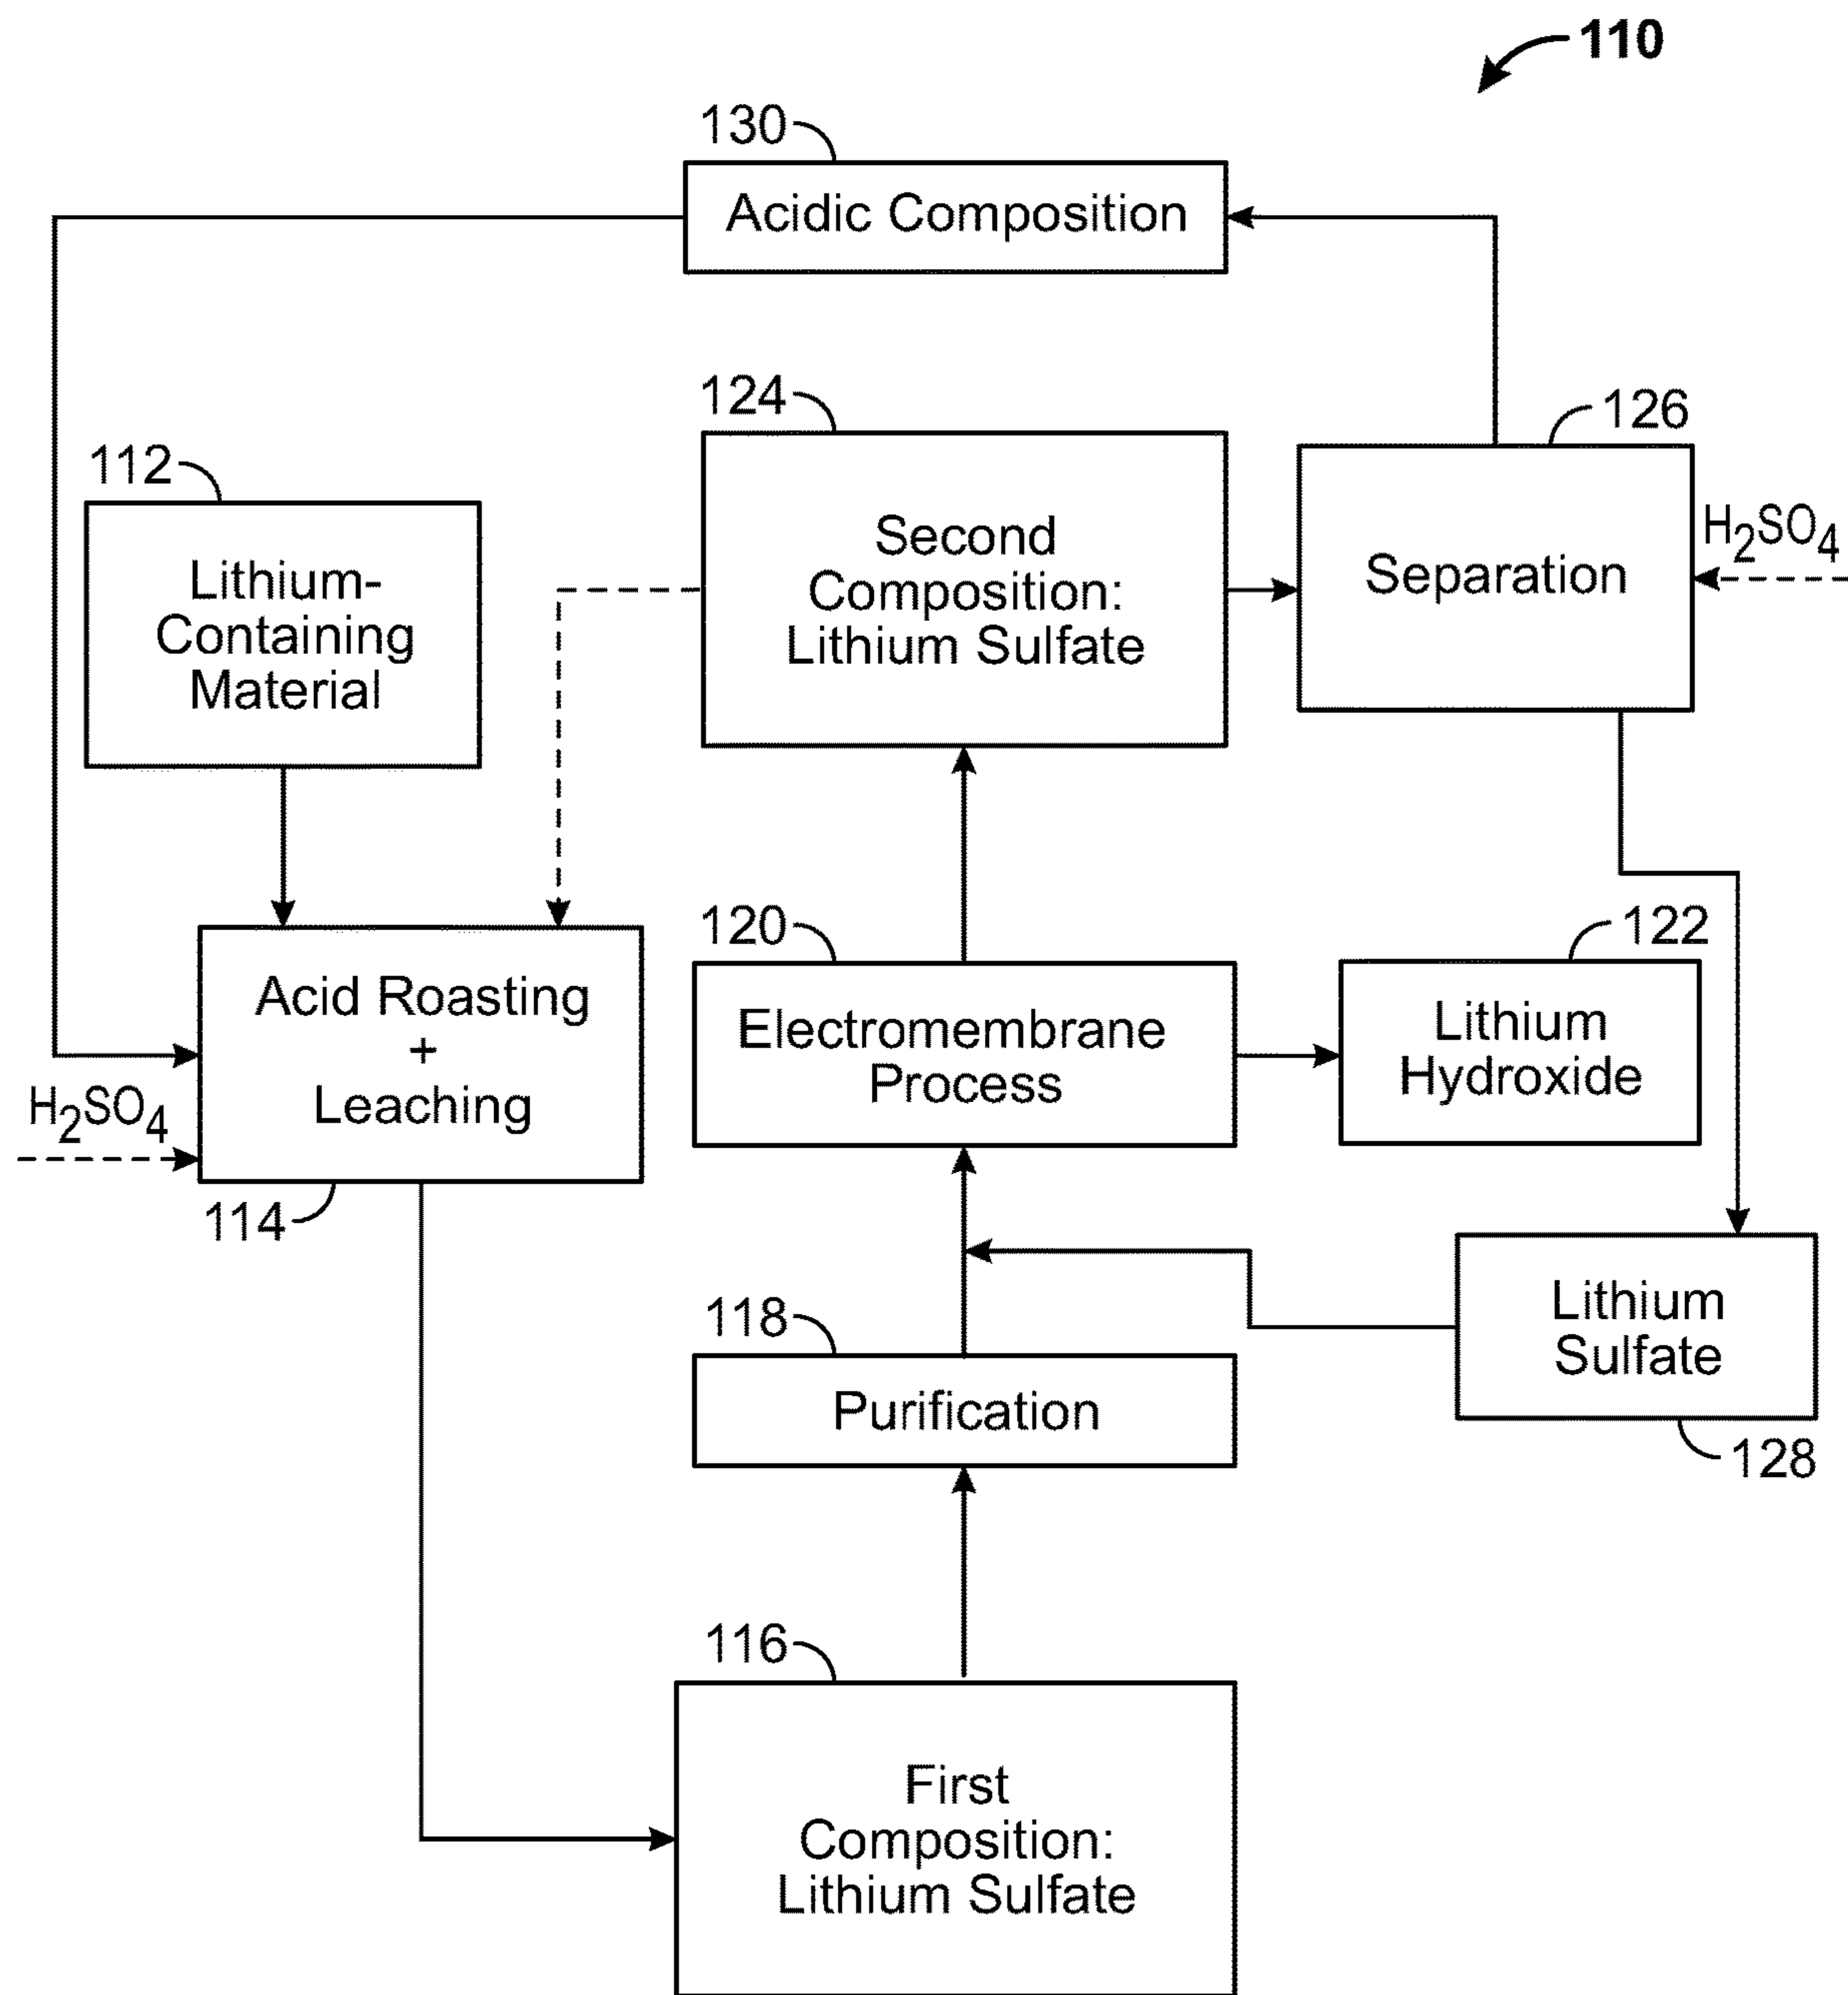 110
130
Acidic Composition
124
126
112
Second
Composition:
Lithium Sulfate
Separation
H2SO4
Lithium-
Containing
Material
120
122
Acid Roasting
+
Leaching
Electromembrane
Process
Lithium
Hydroxide
H2SO4
114
118
Lithium
Sulfate
Purification
128
116
First
Composition:
Lithium Sulfate